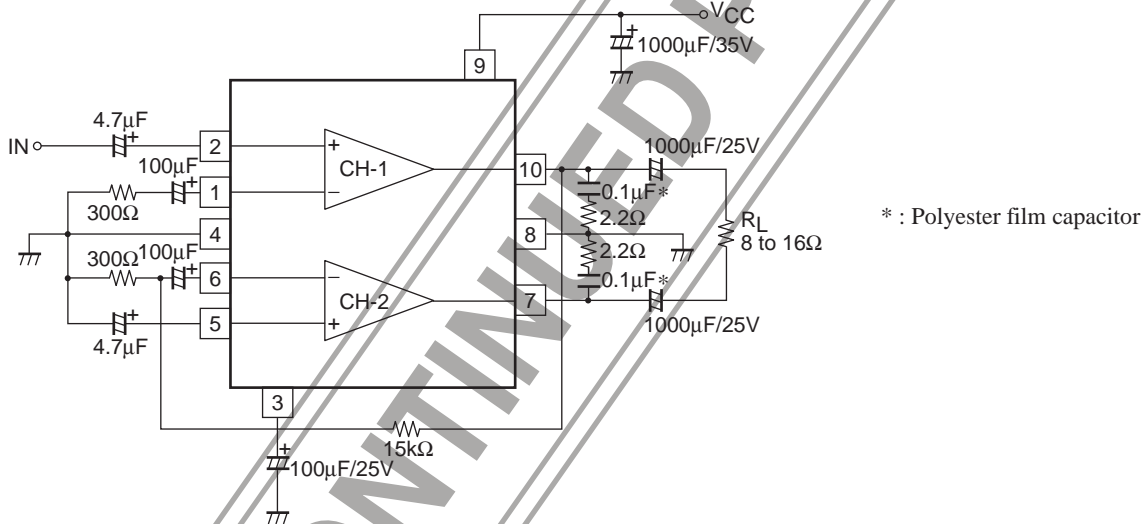 VCC
1000μF/35V
9
4.7μF
IN
2
100μF
1
300Ω
4
300Ω
100μF
6
5
4.7μF
3
100μF/25V
15kΩ
CH-1
CH-2
10
8
7
1000μF/25V
0.1μF*
2.2Ω
2.2Ω
0.1μF*
1000μF/25V
RL
8 to 16Ω
* : Polyester film capacitor
ONTINUED